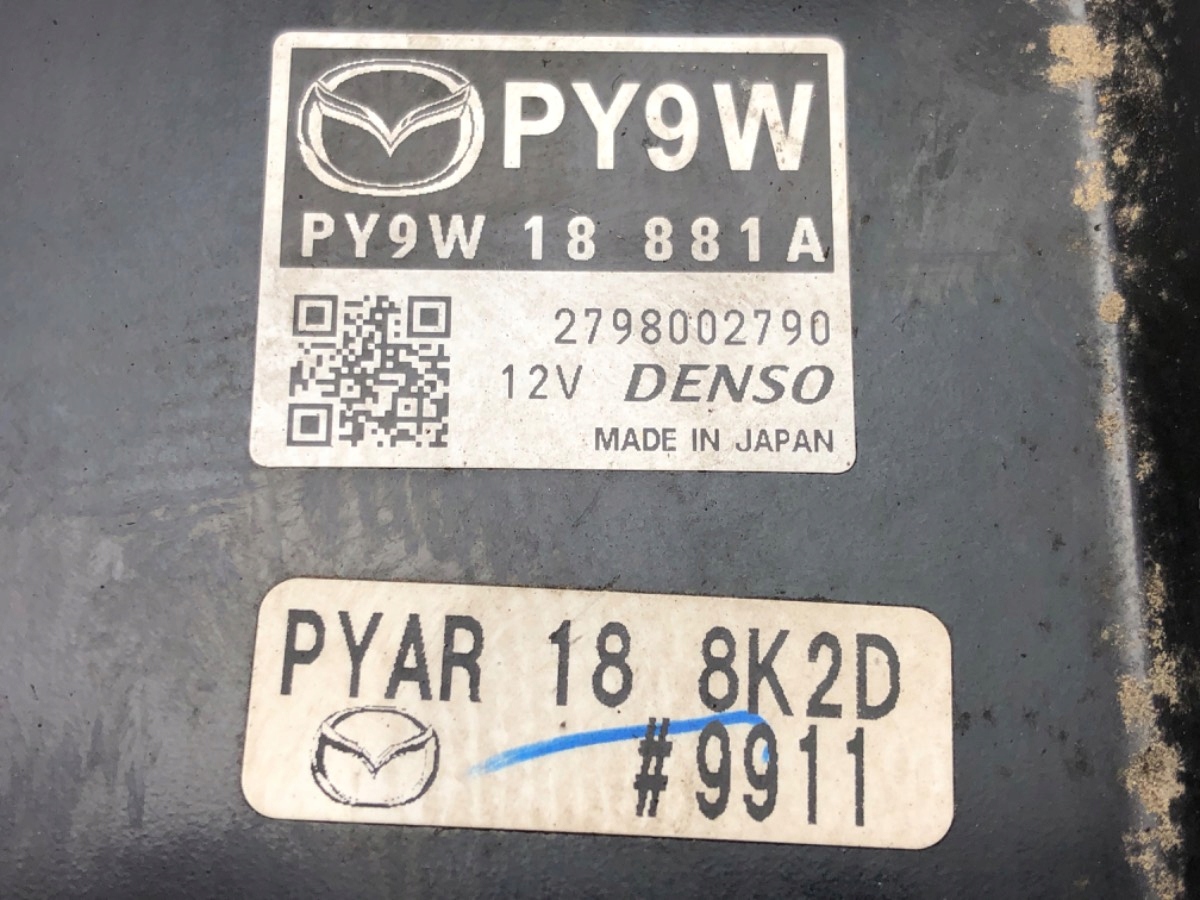 PY9W
PY9W 18 881A
2798002790
12V DENSO
MADE IN JAPAN
PYAR 18 8K2D
#9911